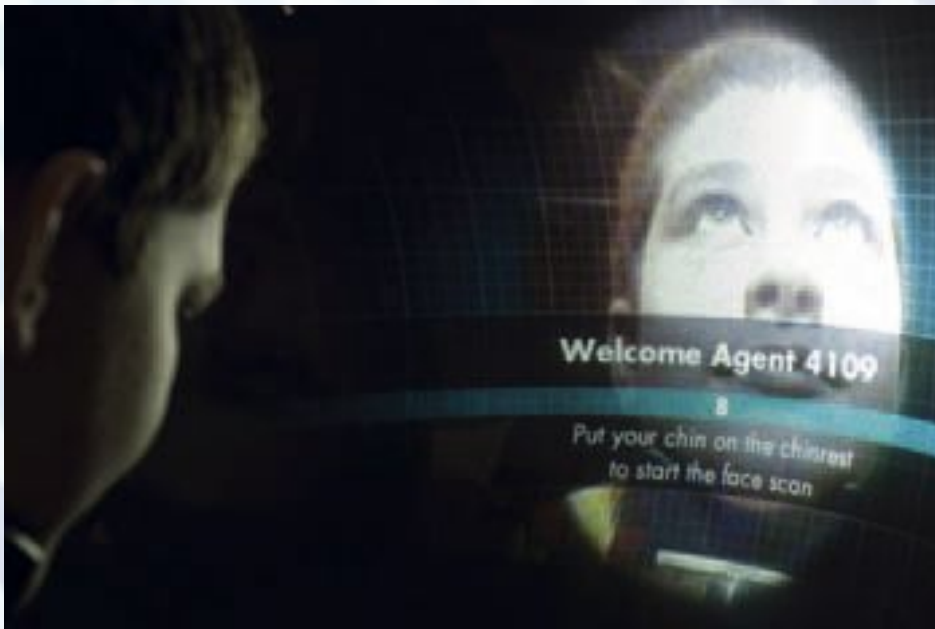 Welcome Agent 4109
8
Put your chin on the chinrest
to start the face scan